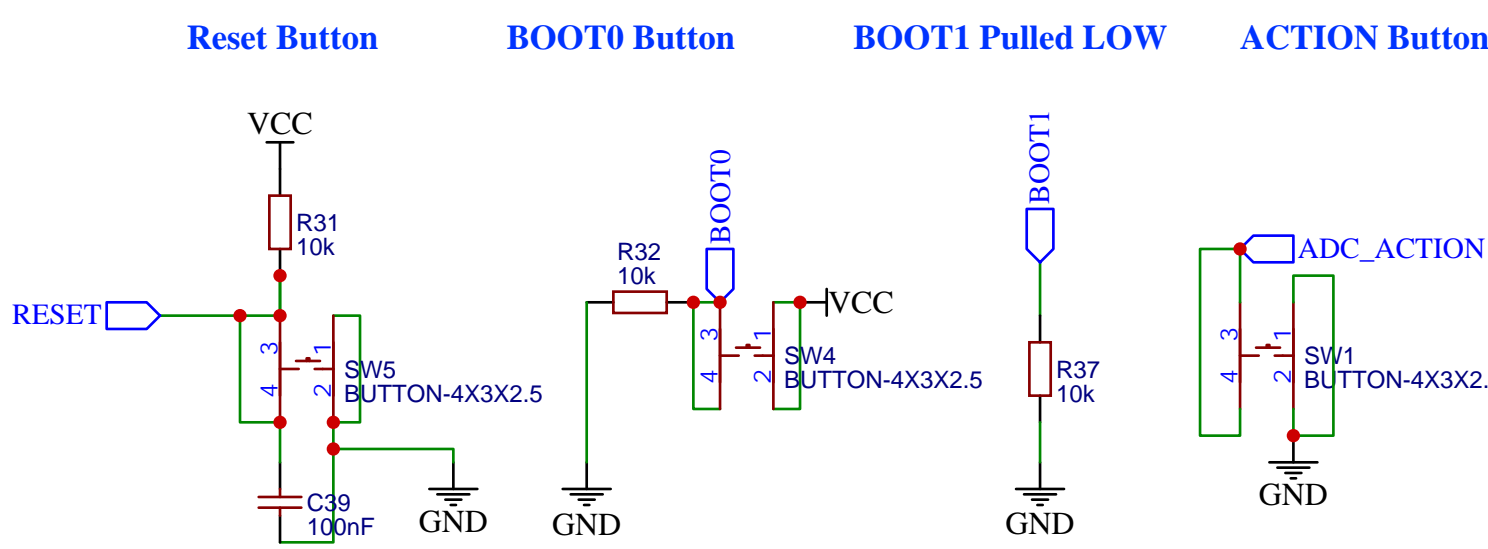 Reset Button
BOOT0 Button
BOOT1 Pulled LOW
ACTION Button
VCC
R31
10k
RESET
3
4
1
2
SW5
BUTTON-4X3X2.5
C39
100nF
GND
BOOT0
R32
10k
VCC
3
4
1
2
SW4
BUTTON-4X3X2.5
GND
BOOT1
R37
10k
GND
ADC_ACTION
3
4
1
2
SW1
BUTTON-4X3X2.
GND